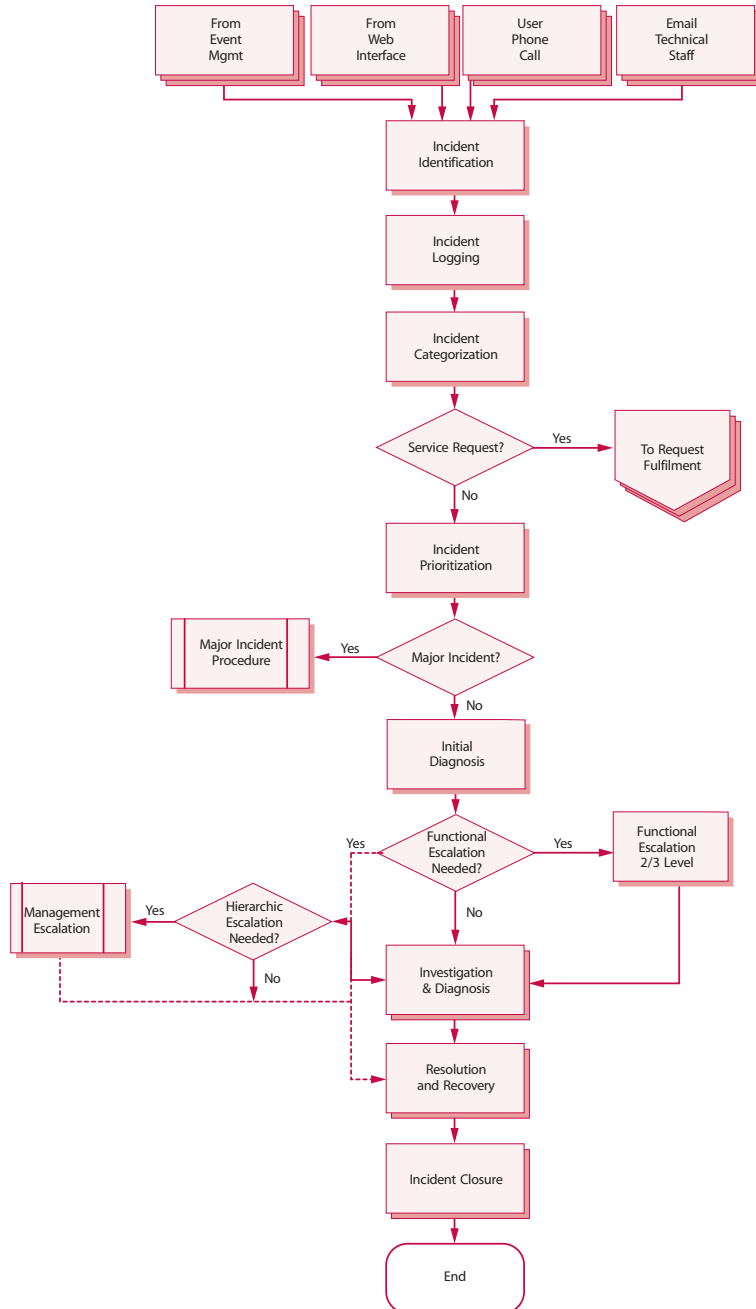 From
Event
Mgmt
From
Web
Interface
User
Phone
Call
Email
Technical
Staff
Incident
Identification
Incident
Logging
Incident
Categorization
Service Request?
Yes
To Request
Fulfilment
No
Incident
Prioritization
Major Incident
Procedure
Yes
Major Incident?
No
Initial
Diagnosis
Yes
Functional
Escalation
Needed?
Yes
Functional
Escalation
2/3 Level
Management
Escalation
Yes
Hierarchic
Escalation
Needed?
No
No
Investigation
& Diagnosis
Resolution
and Recovery
Incident Closure
End